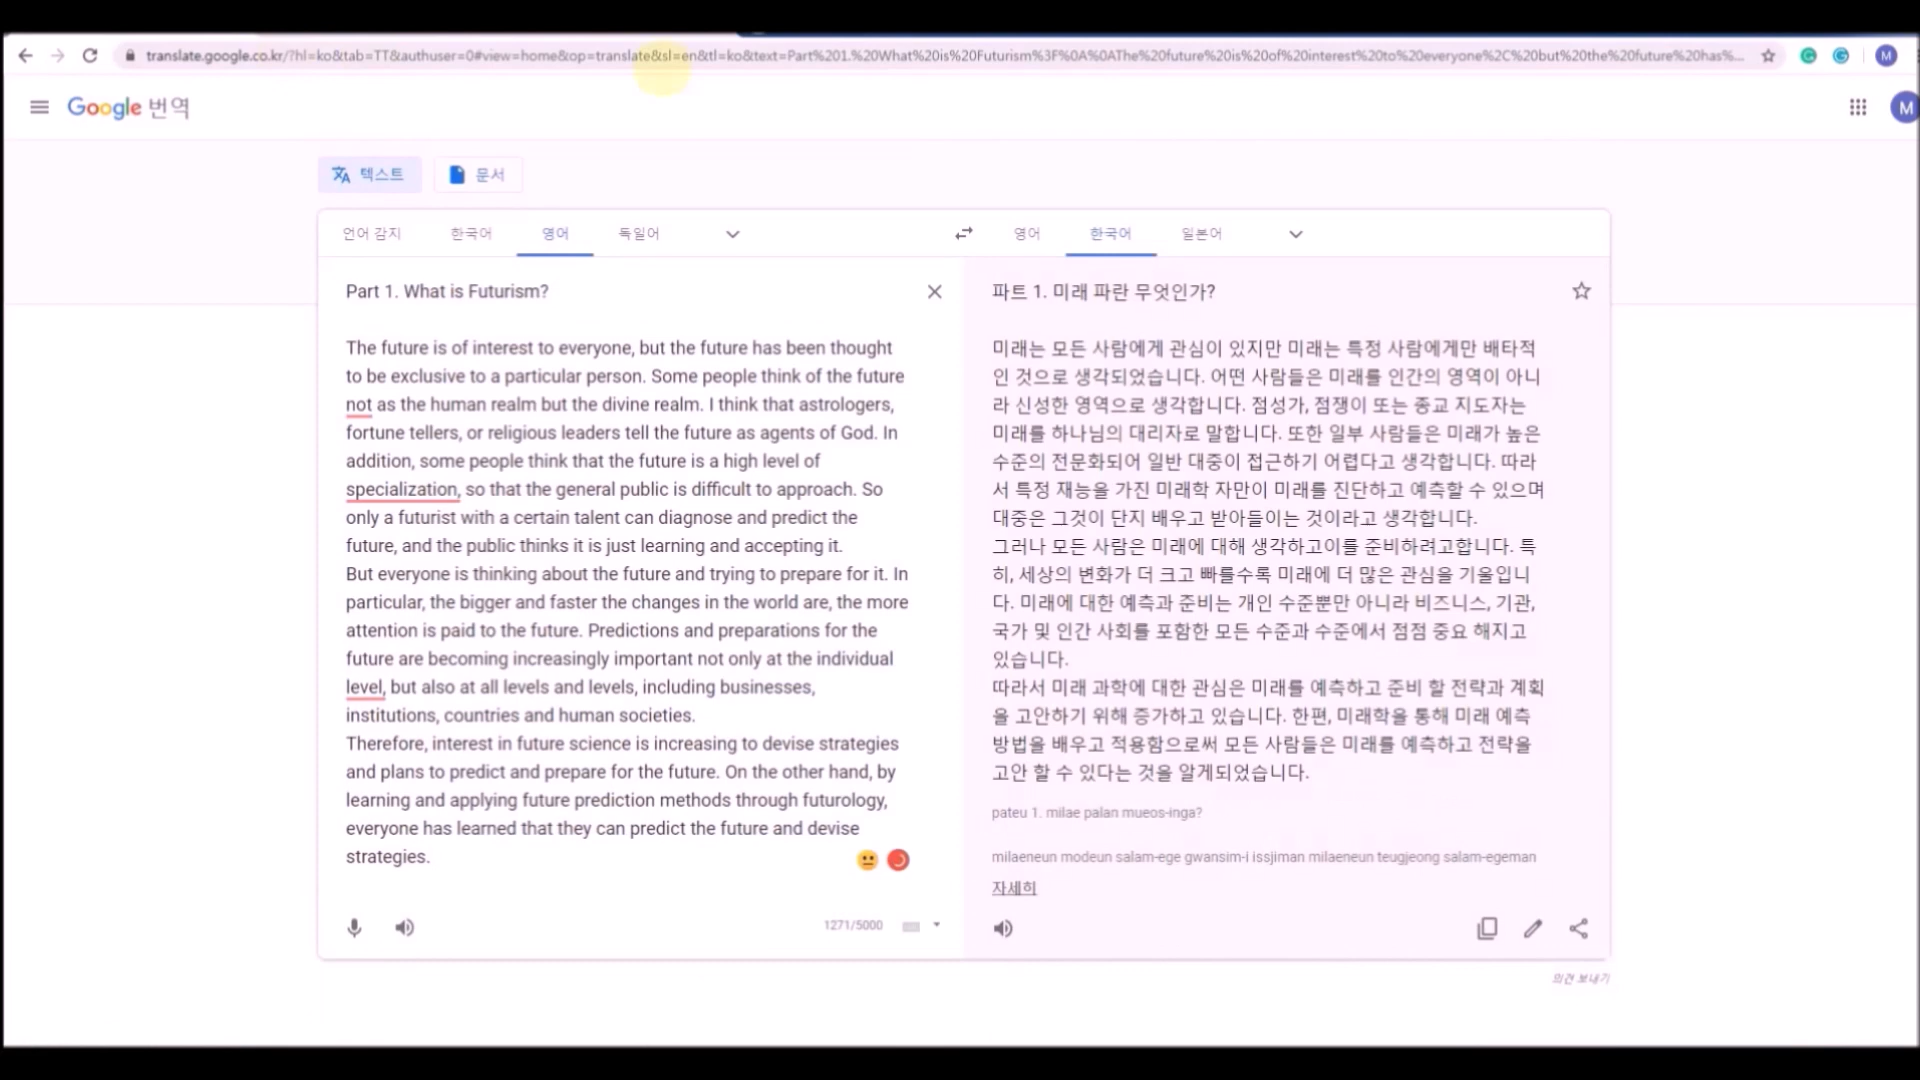 translate.google.co.kr/?hl=ko&tab=TT&authuser=0#view=home&op=translate&sl=en&tl=ko&text=Part%201.%20What%20is%20Futurism%3F%0A%0AThe%20future%20is%20of%20interest%20to%20everyone%2C%20but%20the%20future%20has%...
M
Google 번역
M
텍스트
문서
언어 감지
한국어
영어
독일어
영어
한국어
일본어
Part 1. What is Futurism?
The future is of interest to everyone, but the future has been thought
to be exclusive to a particular person. Some people think of the future
not as the human realm but the divine realm. I think that astrologers,
fortune tellers, or religious leaders tell the future as agents of God. In
addition, some people think that the future is a high level of
specialization, so that the general public is difficult to approach. So
only a futurist with a certain talent can diagnose and predict the
future, and the public thinks it is just learning and accepting it.
But everyone is thinking about the future and trying to prepare for it. In
particular, the bigger and faster the changes in the world are, the more
attention is paid to the future. Predictions and preparations for the
future are becoming increasingly important not only at the individual
level, but also at all levels and levels, including businesses,
institutions, countries and human societies.
Therefore, interest in future science is increasing to devise strategies
and plans to predict and prepare for the future. On the other hand, by
learning and applying future prediction methods through futurology,
everyone has learned that they can predict the future and devise
strategies.
1271/5000
파트 1. 미래 파란 무엇인가?
미래는 모든 사람에게 관심이 있지만 미래는 특정 사람에게만 배타적
인 것으로 생각되었습니다. 어떤 사람들은 미래를 인간의 영역이 아니
라 신성한 영역으로 생각합니다. 점성가, 점쟁이 또는 종교 지도자는
미래를 하나님의 대리자로 말합니다. 또한 일부 사람들은 미래가 높은
수준의 전문화되어 일반 대중이 접근하기 어렵다고 생각합니다. 따라
서 특정 재능을 가진 미래학 자만이 미래를 진단하고 예측할 수 있으며
대중은 그것이 단지 배우고 받아들이는 것이라고 생각합니다.
그러나 모든 사람은 미래에 대해 생각하고이를 준비하려고합니다. 특
히, 세상의 변화가 더 크고 빠를수록 미래에 더 많은 관심을 기울입니
다. 미래에 대한 예측과 준비는 개인 수준뿐만 아니라 비즈니스, 기관,
국가 및 인간 사회를 포함한 모든 수준과 수준에서 점점 중요 해지고
있습니다.
따라서 미래 과학에 대한 관심은 미래를 예측하고 준비 할 전략과 계획
을 고안하기 위해 증가하고 있습니다. 한편, 미래학을 통해 미래 예측
방법을 배우고 적용함으로써 모든 사람들은 미래를 예측하고 전략을
고안 할 수 있다는 것을 알게되었습니다.
pateu 1. milae palan mueos-inga?
milaeneun modeun salam-ege gwansim-i issjiman milaeneun teugjeong salam-egeman
자세히
의견 보내기